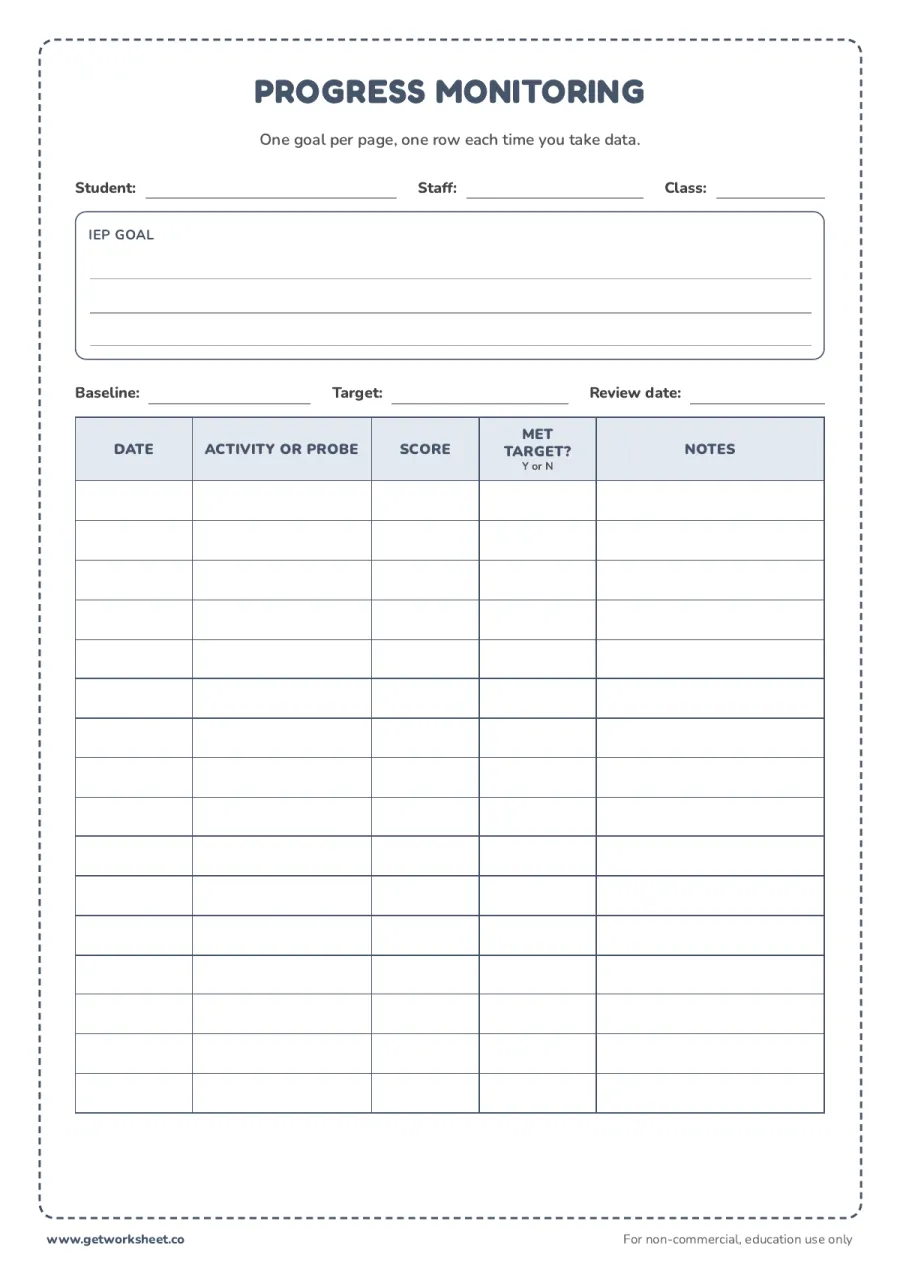 PROGRESS MONITORING
One goal per page, one row each time you take data.
Student: Staff: Class:
IEP GOAL
Baseline: Target: Review date:
DATE ACTIVITY OR PROBE SCORE MET TARGET? Y or N NOTES
www.getworksheet.co For non-commercial, education use only